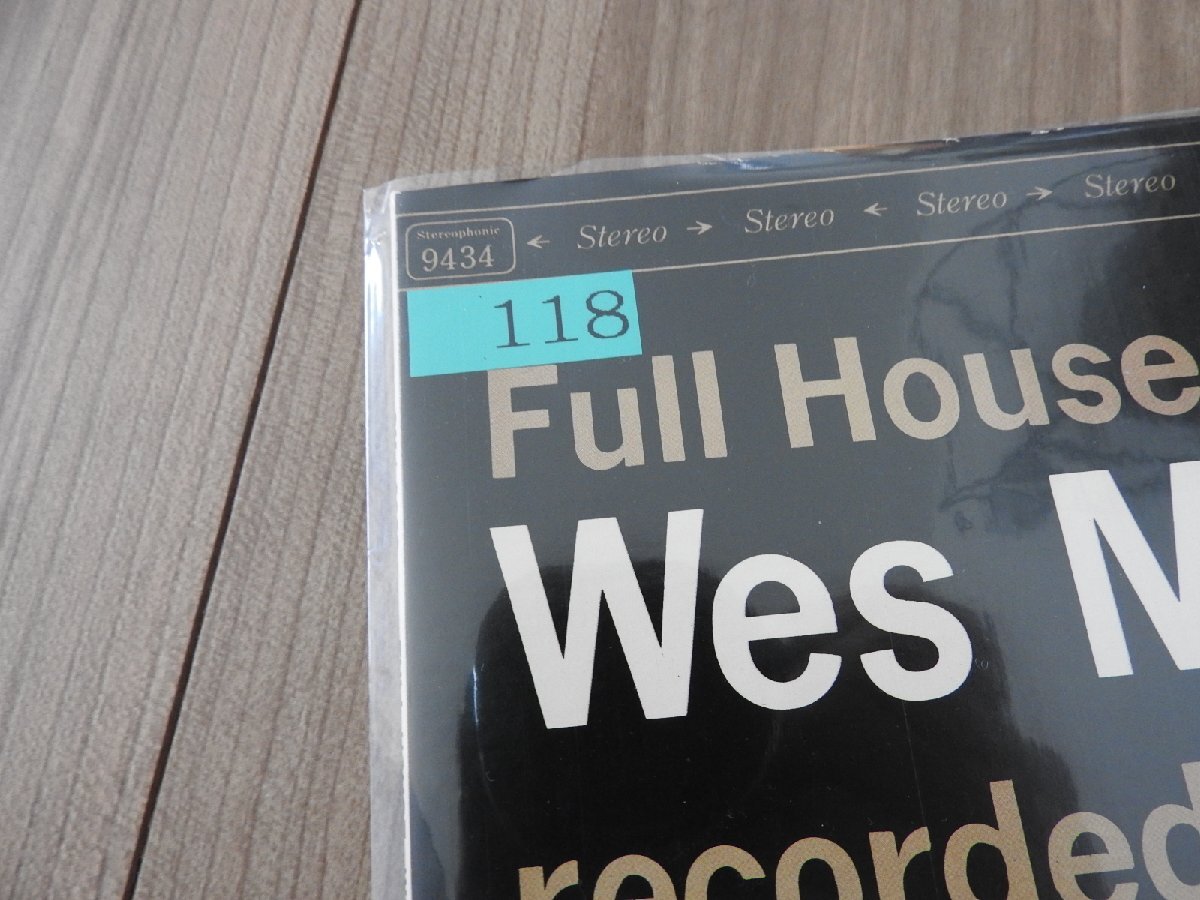 Stereophonic
9434
← Stereo → Stereo ← Stereo → Stereo
118
Full House
Wes M
recorded